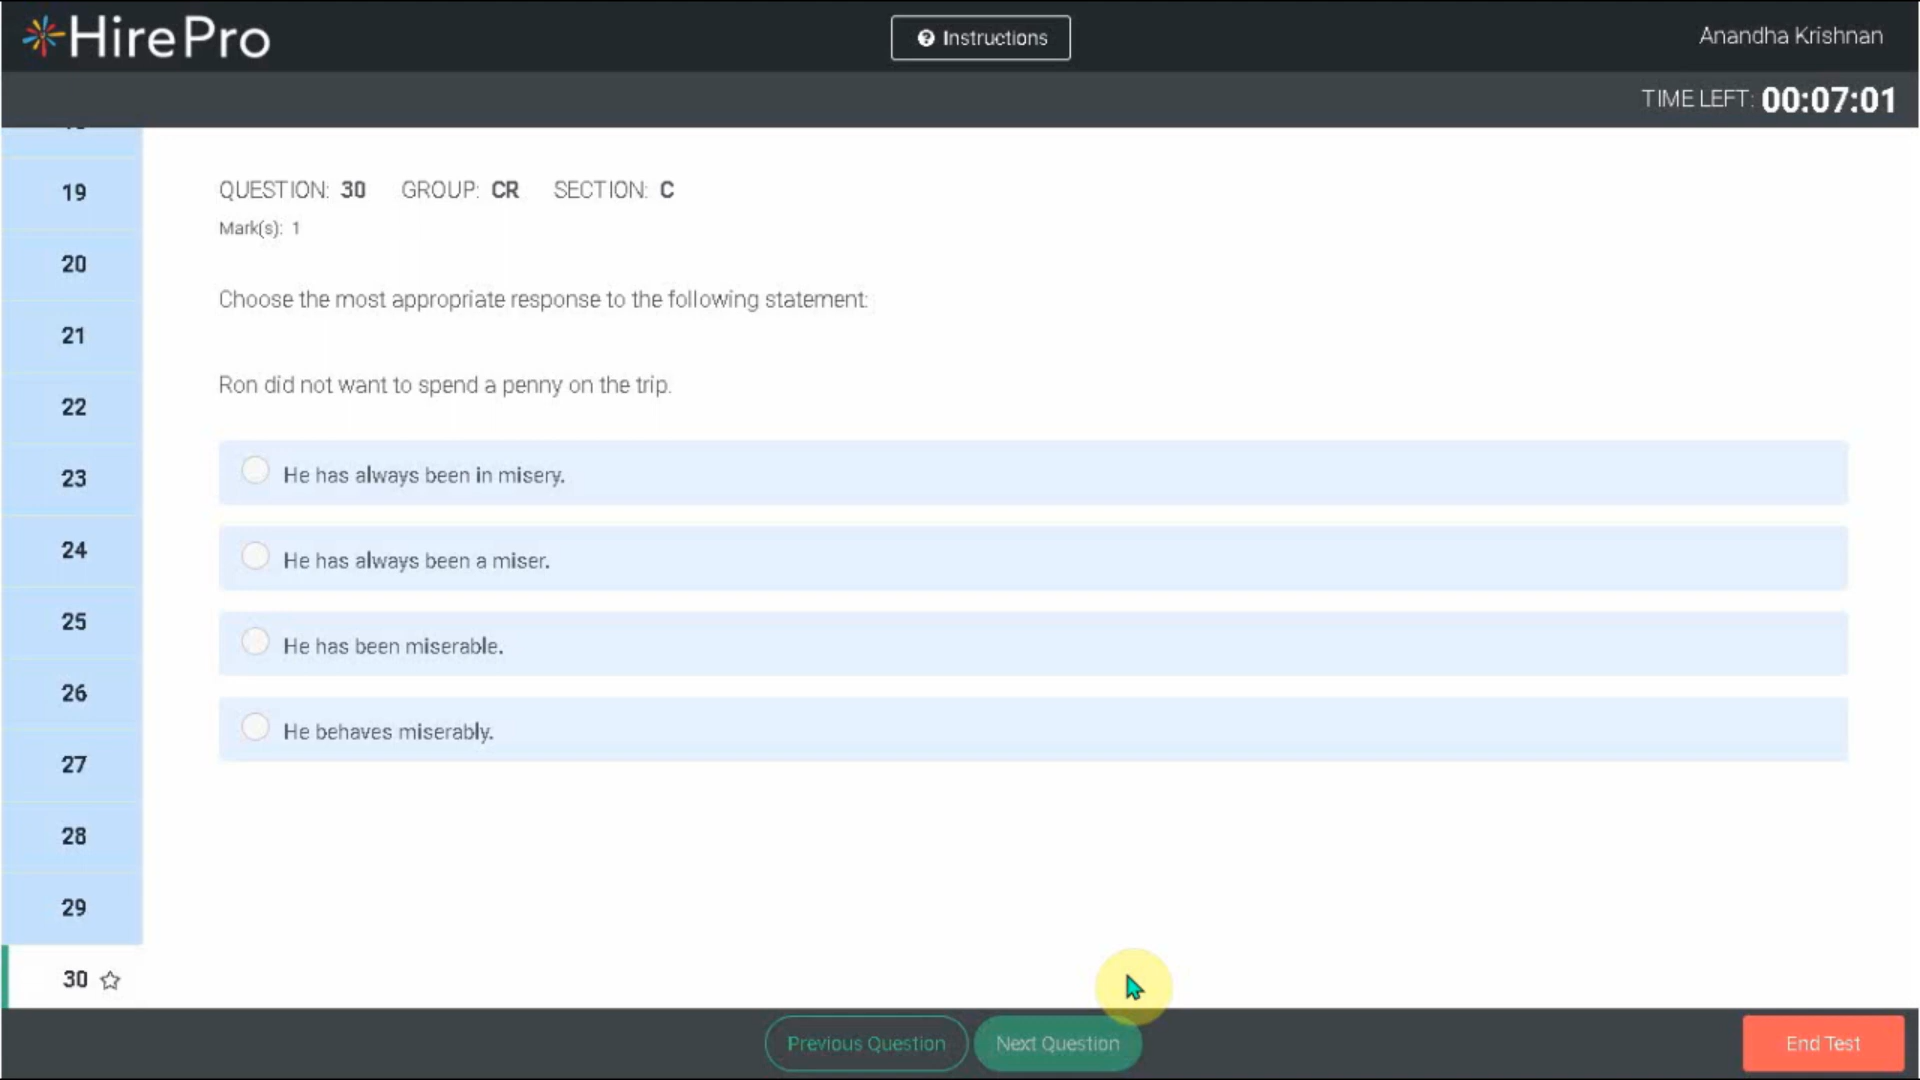 HirePro
Instructions
Anandha Krishnan
TIME LEFT: 00:07:01
19
20
21
22
23
24
25
26
27
28
29
30
QUESTION: 30 GROUP: CR SECTION: C
Mark(s): 1
Choose the most appropriate response to the following statement:
Ron did not want to spend a penny on the trip.
He has always been in misery.
He has always been a miser.
He has been miserable.
He behaves miserably.
Previous Question
Next Question
End Test